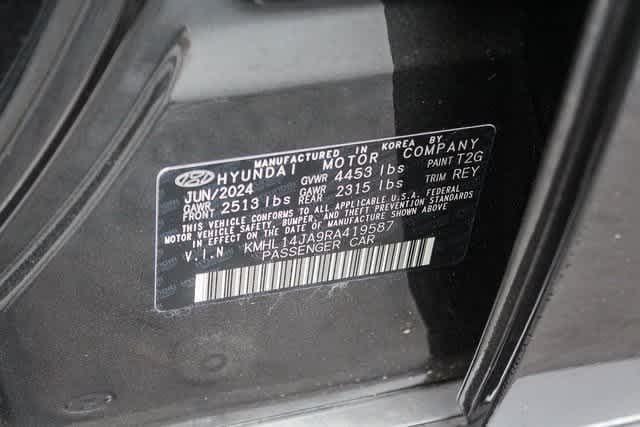 MANUFACTURED IN KOREA BY
HYUNDAI MOTOR COMPANY
JUN/2024 GVWR 4453 lbs PAINT T2G
GAWR FRONT 2513 lbs GAWR REAR 2315 lbs TRIM REY
THIS VEHICLE CONFORMS TO ALL APPLICABLE U.S.A. FEDERAL
MOTOR VEHICLE SAFETY, BUMPER, AND THEFT PREVENTION STANDARDS
IN EFFECT ON THE DATE OF MANUFACTURE SHOWN ABOVE.
V.I.N KMHL14JA9RA419587
PASSENGER CAR